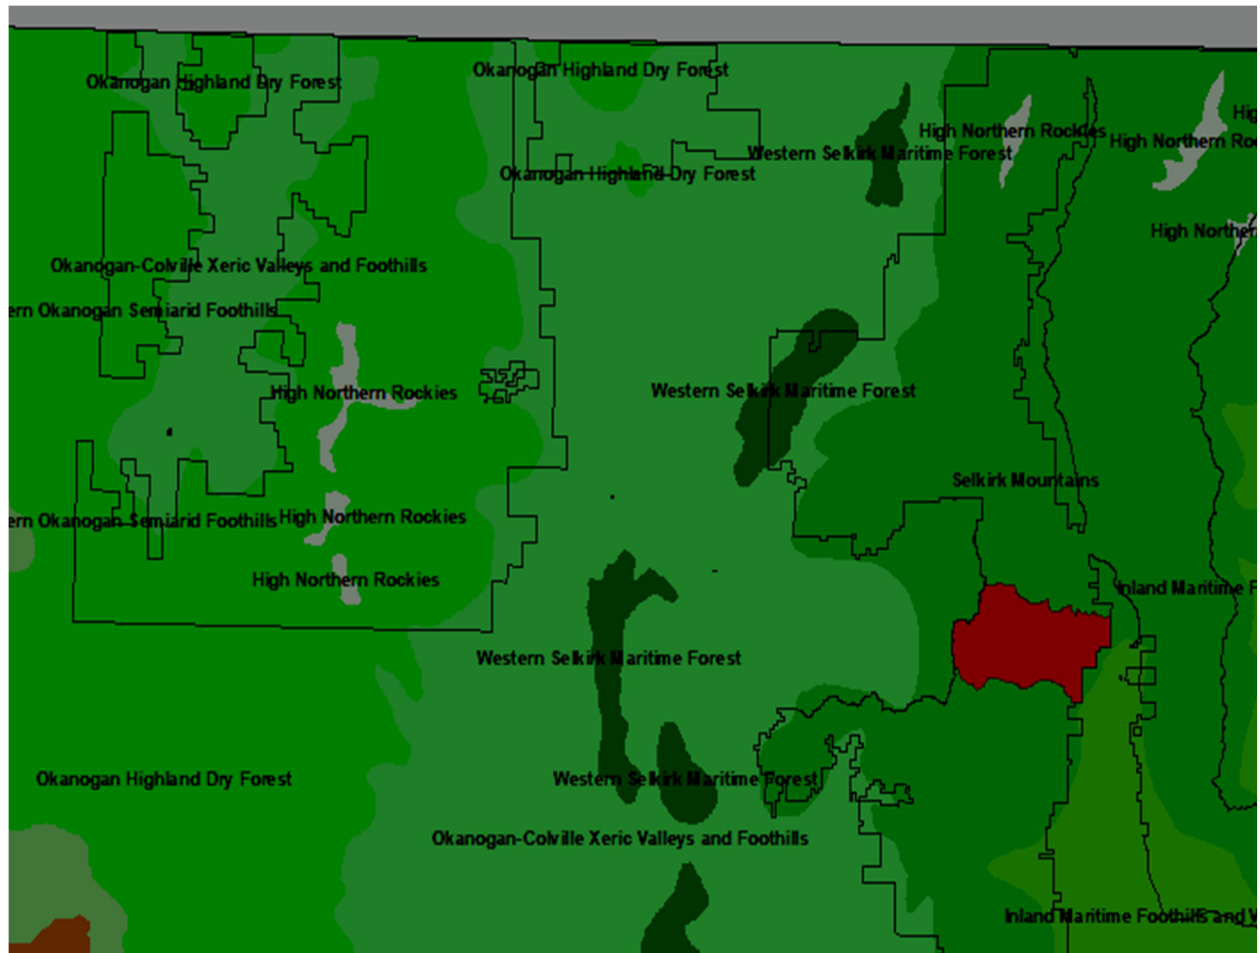 Okanogan Highland Dry Forest
Okanogan Highland Dry Forest
High Northern Rockies
High Northern Roc
Western Selkirk Maritime Forest
Okanogan Highland Dry Forest
High Norther
Okanogan-Colville Xeric Valleys and Foothills
ern Okanogan Semiarid Foothills
High Northern Rockies
Western Selkirk Maritime Forest
Selkirk Mountains
ern Okanogan Semiarid Foothills
High Northern Rockies
High Northern Rockies
Inland Maritime F
Western Selkirk Maritime Forest
Okanogan Highland Dry Forest
Western Selkirk Maritime Forest
Okanogan-Colville Xeric Valleys and Foothills
Inland Maritime Foothills and V